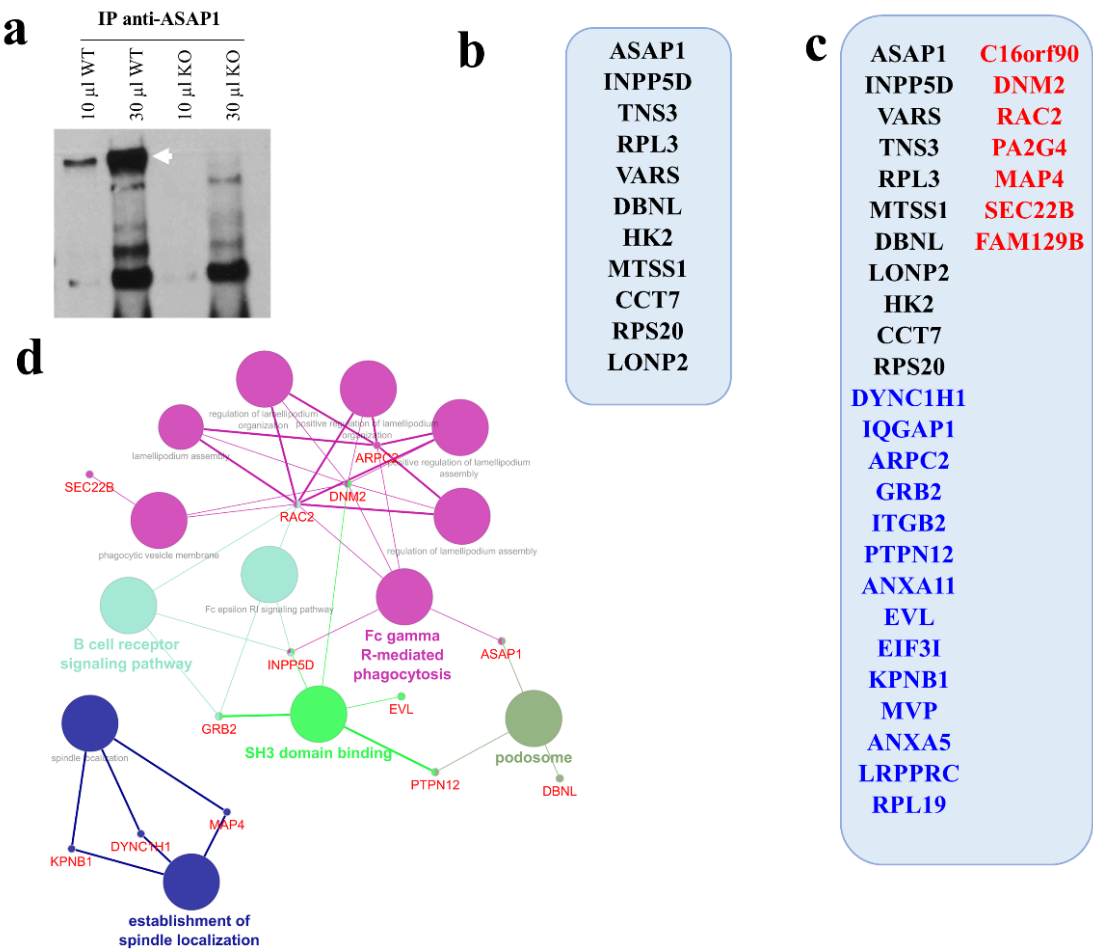 a
IP anti-ASAP1
10 µl WT
30 µl WT
10 µl KO
30 µl KO
b
ASAP1
INPP5D
TNS3
RPL3
VARS
DBNL
HK2
MTSS1
CCT7
RPS20
LONP2
c
ASAP1
INPP5D
VARS
TNS3
RPL3
MTSS1
DBNL
LONP2
HK2
CCT7
RPS20
DYNC1H1
IQGAP1
ARPC2
GRB2
ITGB2
PTPN12
ANXA11
EVL
EIF3I
KPNB1
MVP
ANXA5
LRPPRC
RPL19
C16orf90
DNM2
RAC2
PA2G4
MAP4
SEC22B
FAM129B
d
regulation of lamellipodium
organization
positive regulation of lamellipodium
organization
lamellipodium assembly
ARPC2
positive regulation of lamellipodium
assembly
SEC22B
DNM2
RAC2
phagocytic vesicle membrane
regulation of lamellipodium assembly
Fc epsilon RI signaling pathway
B cell receptor
signaling pathway
INPP5D
Fc gamma
R-mediated
phagocytosis
ASAP1
GRB2
EVL
SH3 domain binding
podosome
spindle localization
PTPN12
DBNL
MAP4
DYNC1H1
KPNB1
establishment of
spindle localization